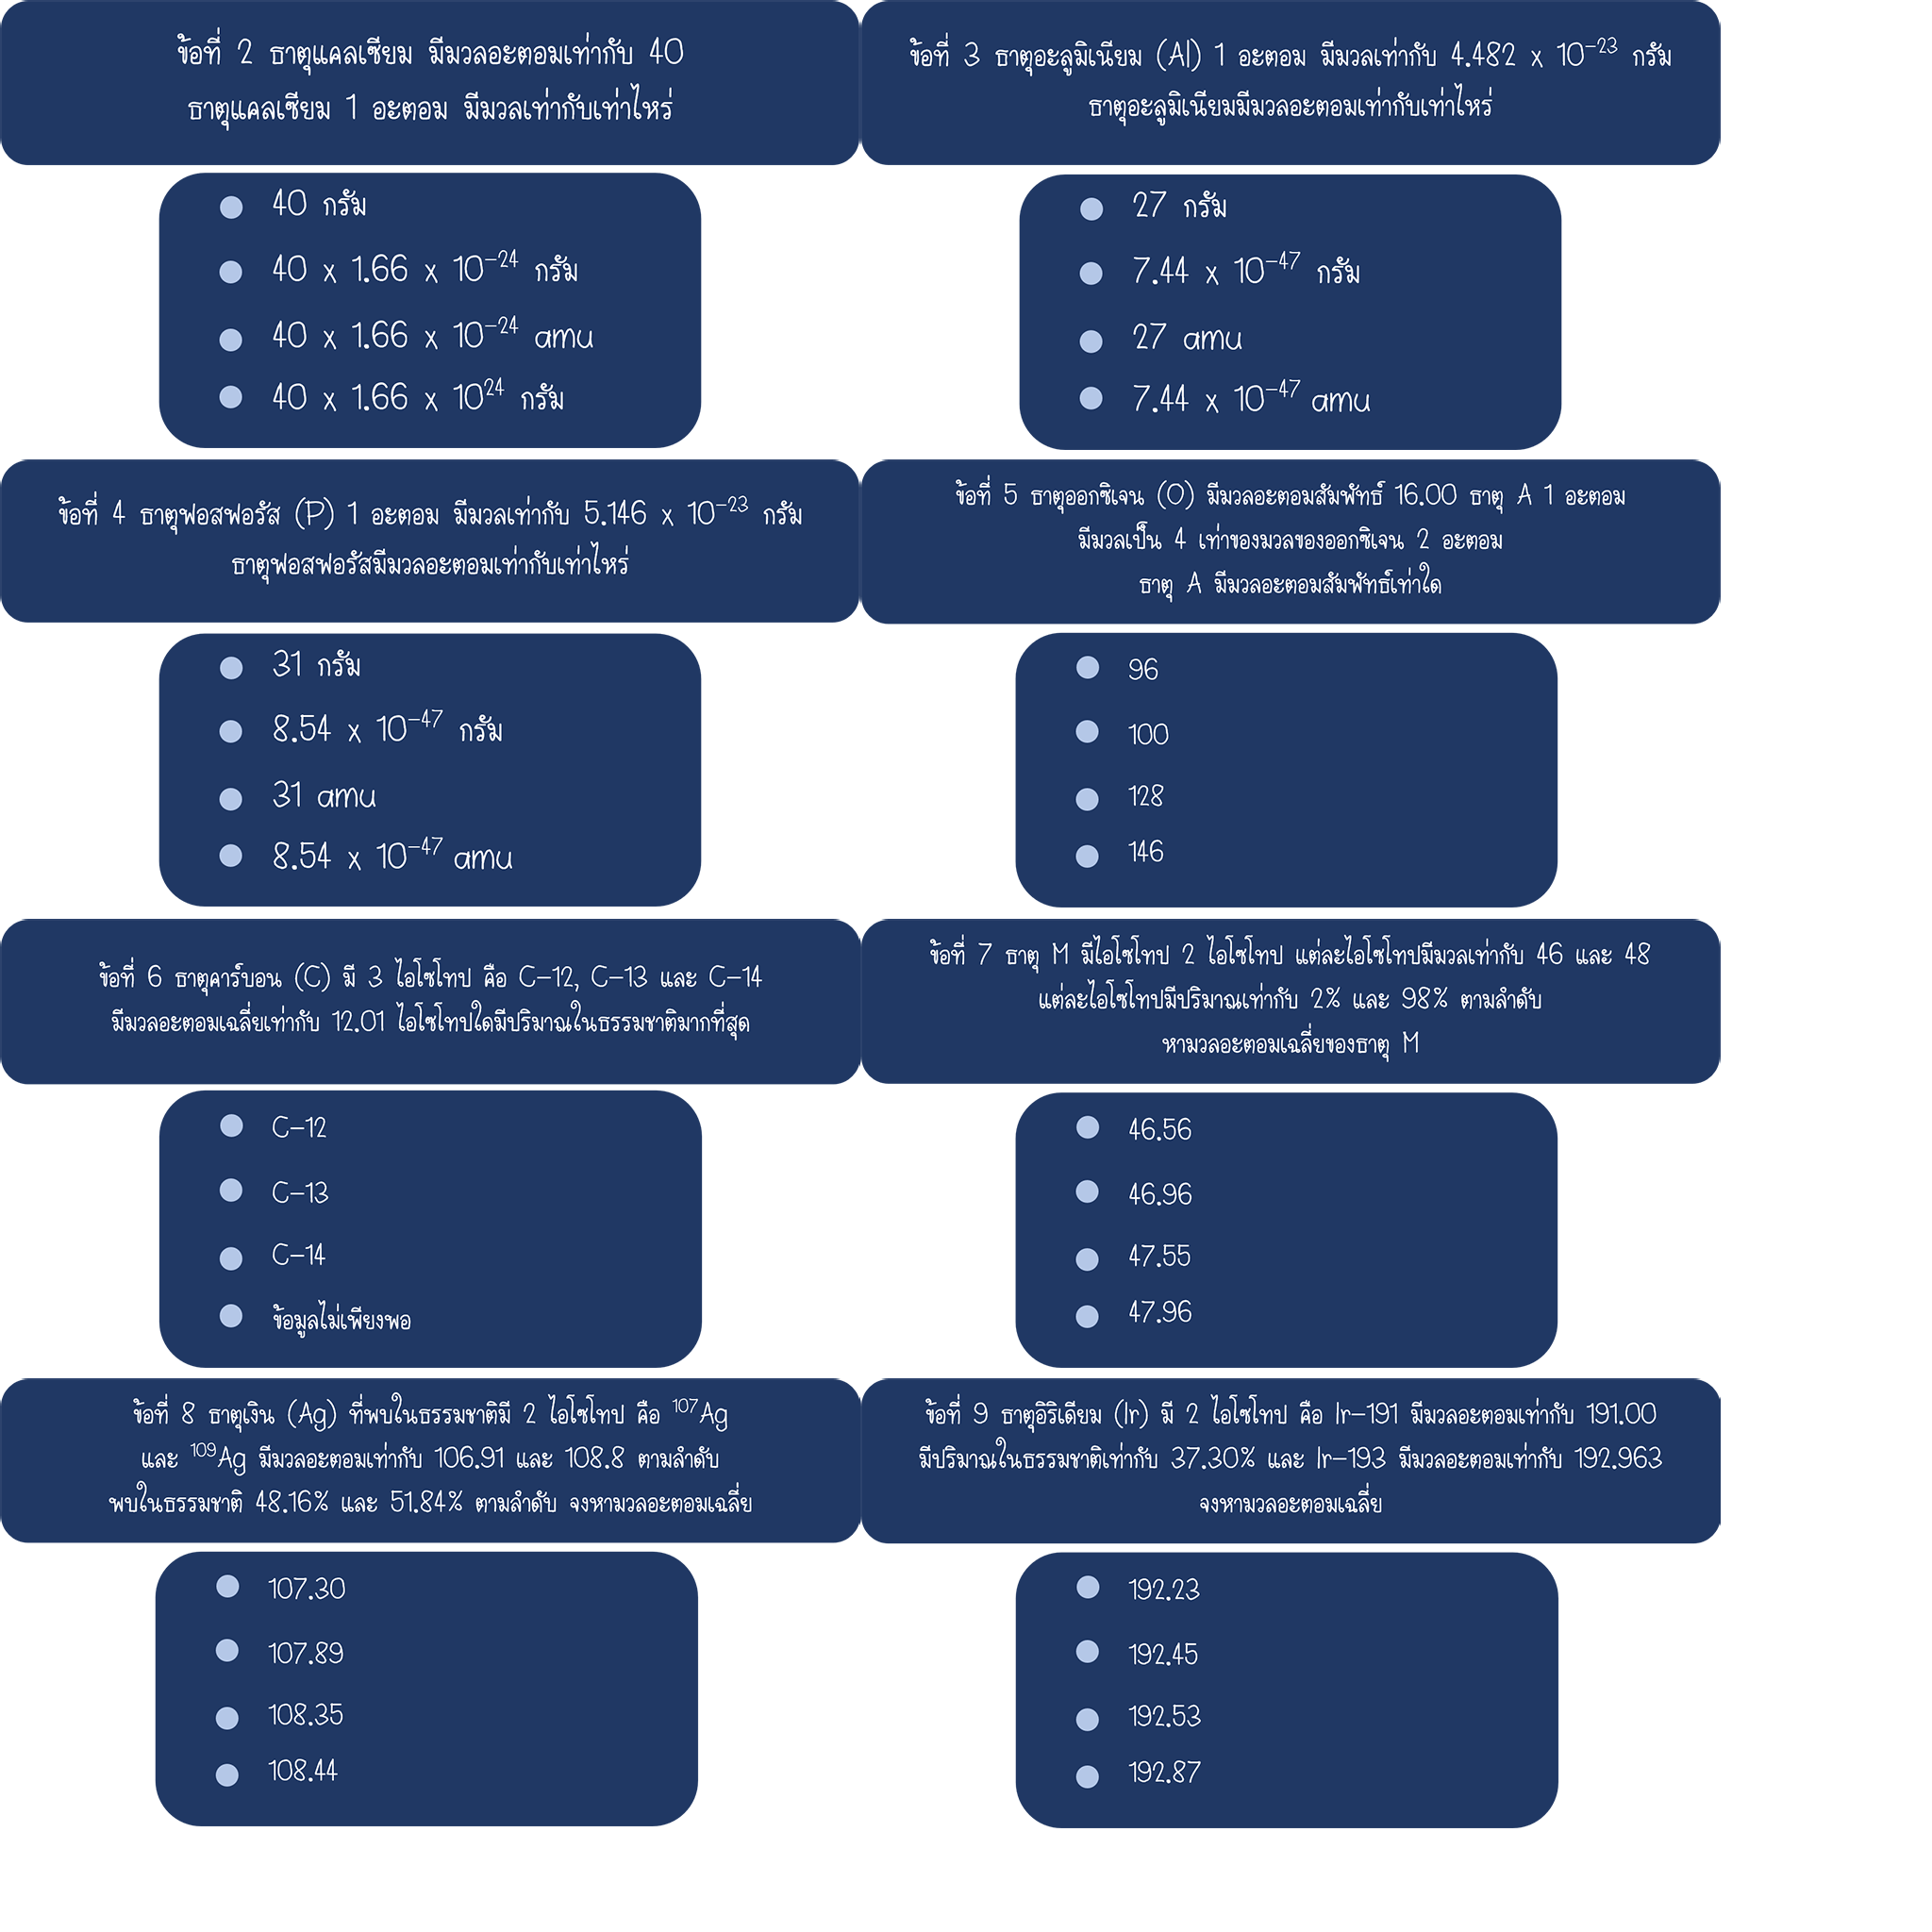 ข้อที่ 2 ธาตุแคลเซียม มีมวลอะตอมเท่ากับ 40
ธาตุแคลเซียม 1 อะตอม มีมวลเท่ากับเท่าไหร่
40 กรัม
40 x 1.66 x 10⁻²⁴ กรัม
40 x 1.66 x 10⁻²⁴ amu
40 x 1.66 x 10²⁴ กรัม
ข้อที่ 3 ธาตุอะลูมิเนียม (Al) 1 อะตอม มีมวลเท่ากับ 4.482 x 10⁻²³ กรัม
ธาตุอะลูมิเนียมมีมวลอะตอมเท่ากับเท่าไหร่
27 กรัม
7.44 x 10⁻⁴⁷ กรัม
27 amu
7.44 x 10⁻⁴⁷ amu
ข้อที่ 4 ธาตุฟอสฟอรัส (P) 1 อะตอม มีมวลเท่ากับ 5.146 x 10⁻²³ กรัม
ธาตุฟอสฟอรัสมีมวลอะตอมเท่ากับเท่าไหร่
31 กรัม
8.54 x 10⁻⁴⁷ กรัม
31 amu
8.54 x 10⁻⁴⁷ amu
ข้อที่ 5 ธาตุออกซิเจน (O) มีมวลอะตอมสัมพัทธ์ 16.00 ธาตุ A 1 อะตอม
มีมวลเป็น 4 เท่าของมวลของออกซิเจน 2 อะตอม
ธาตุ A มีมวลอะตอมสัมพัทธ์เท่าใด
96
100
128
146
ข้อที่ 6 ธาตุคาร์บอน (C) มี 3 ไอโซโทป คือ C-12, C-13 และ C-14
มีมวลอะตอมเฉลี่ยเท่ากับ 12.01 ไอโซโทปใดมีปริมาณในธรรมชาติมากที่สุด
C-12
C-13
C-14
ข้อมูลไม่เพียงพอ
ข้อที่ 7 ธาตุ M มีไอโซโทป 2 ไอโซโทป แต่ละไอโซโทปมีมวลเท่ากับ 46 และ 48
แต่ละไอโซโทปมีปริมาณเท่ากับ 2% และ 98% ตามลำดับ
หามวลอะตอมเฉลี่ยของธาตุ M
46.56
46.96
47.55
47.96
ข้อที่ 8 ธาตุเงิน (Ag) ที่พบในธรรมชาติมี 2 ไอโซโทป คือ ¹⁰⁷Ag
และ ¹⁰⁹Ag มีมวลอะตอมเท่ากับ 106.91 และ 108.8 ตามลำดับ
พบในธรรมชาติ 48.16% และ 51.84% ตามลำดับ จงหามวลอะตอมเฉลี่ย
107.30
107.89
108.35
108.44
ข้อที่ 9 ธาตุอิริเดียม (Ir) มี 2 ไอโซโทป คือ Ir-191 มีมวลอะตอมเท่ากับ 191.00
มีปริมาณในธรรมชาติเท่ากับ 37.30% และ Ir-193 มีมวลอะตอมเท่ากับ 192.963
จงหามวลอะตอมเฉลี่ย
192.23
192.45
192.53
192.87